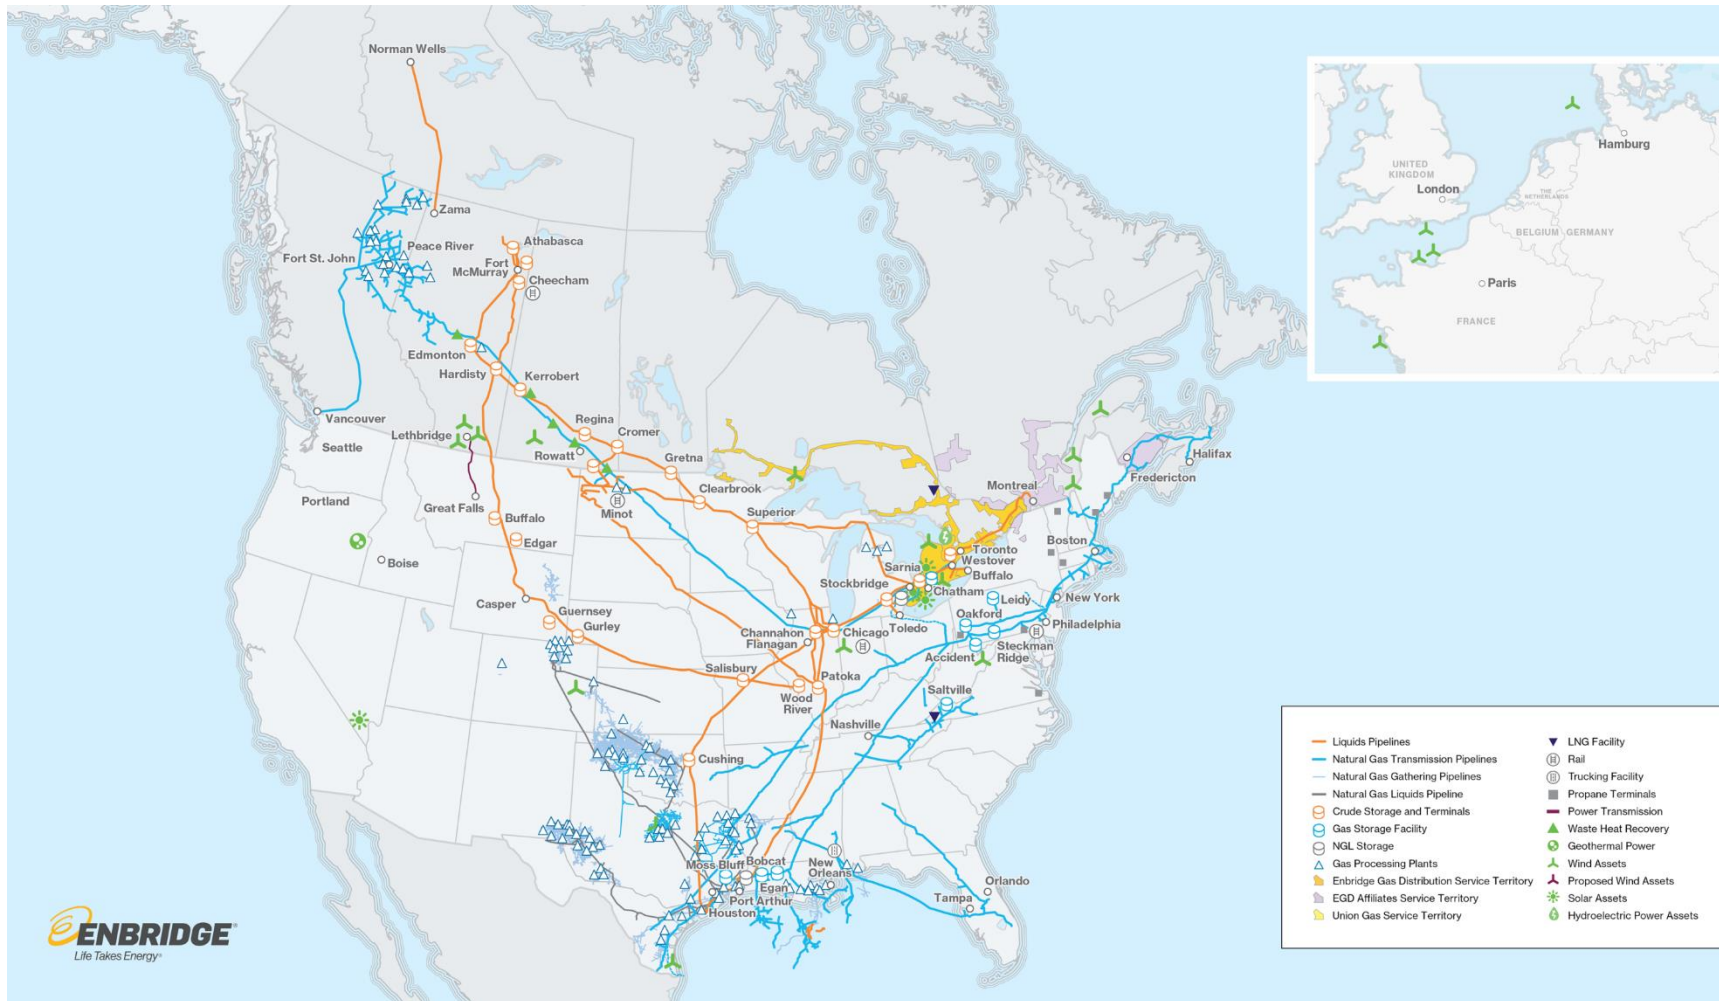 Norman Wells
Zama
Athabasca
Peace River
Fort St. John
Fort
McMurray
Cheecham
Edmonton
Hardisty
Kerrobert
Vancouver
Seattle
Lethbridge
Regina
Cromer
Rowatt
Gretna
Portland
Great Falls
Minot
Clearbrook
Superior
Montreal
Fredericton
Halifax
Buffalo
Edgar
Boise
Boston
Toronto
Westover
Sarnia
Buffalo
Stockbridge
Chatham
Casper
Guernsey
Gurley
Leidy
New York
Oakford
Philadelphia
Channahon
Flanagan
Chicago
Toledo
Steckman
Ridge
Accident
Salisbury
Patoka
Wood
River
Saltville
Nashville
Cushing
Moss Bluff
Bobcat
New
Orleans
Egan
Port Arthur
Houston
Tampa
Orlando
UNITED
KINGDOM
London
THE
NETHERLANDS
Hamburg
BELGIUM
GERMANY
Paris
FRANCE
Liquids Pipelines
Natural Gas Transmission Pipelines
Natural Gas Gathering Pipelines
Natural Gas Liquids Pipeline
Crude Storage and Terminals
Gas Storage Facility
NGL Storage
Gas Processing Plants
Enbridge Gas Distribution Service Territory
EGD Affiliates Service Territory
Union Gas Service Territory
LNG Facility
Rail
Trucking Facility
Propane Terminals
Power Transmission
Waste Heat Recovery
Geothermal Power
Wind Assets
Proposed Wind Assets
Solar Assets
Hydroelectric Power Assets
ENBRIDGE®
Life Takes Energy®